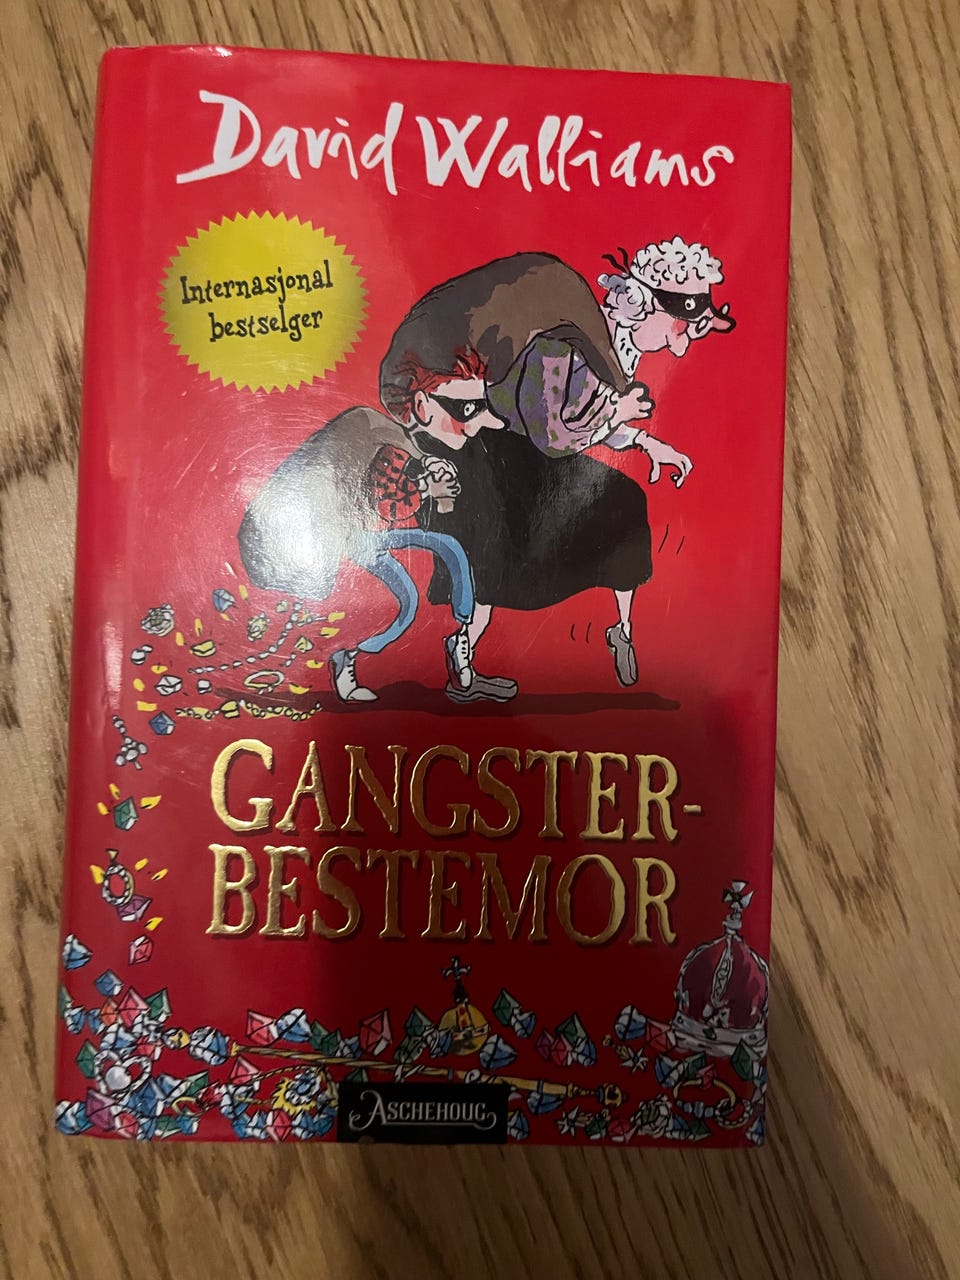 David Walliams
Internasjonal
bestselger
GANGSTER-
BESTEMOR
ASCHEHOUG